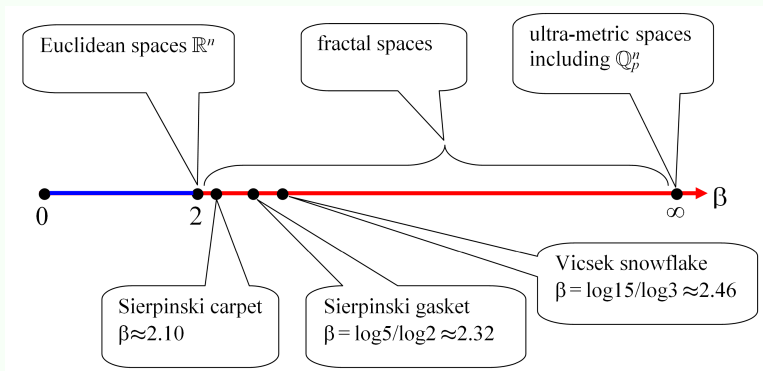 Euclidean spaces ℝⁿ
fractal spaces
ultra-metric spaces
including ℚₚⁿ
0
2
∞
β
Sierpinski carpet
β≈2.10
Sierpinski gasket
β = log5/log2 ≈2.32
Vicsek snowflake
β = log15/log3 ≈2.46